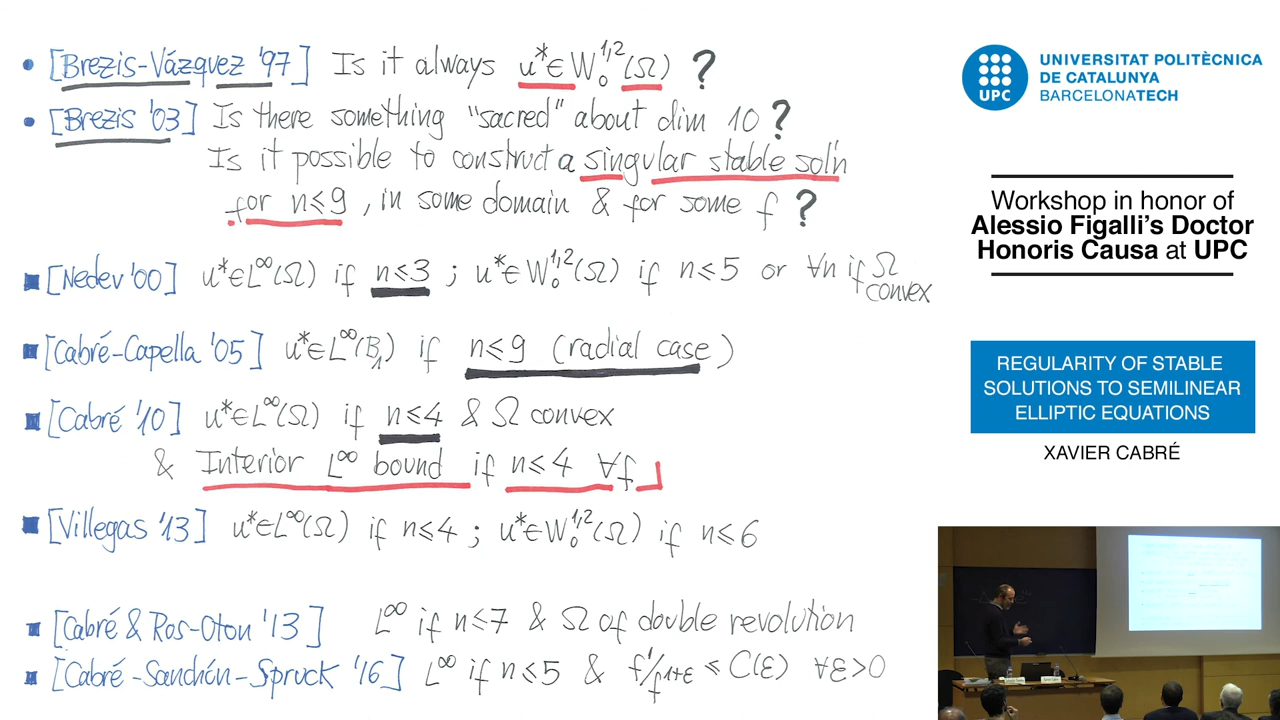 • [Brezis-Vázquez '97] Is it always u*∈W₀^{1,2}(Ω) ?
• [Brezis '03] Is there something "sacred" about dim 10 ?
Is it possible to construct a singular stable sol'n
for n≤9, in some domain & for some f ?
▪ [Nedev '00] u*∈L^∞(Ω) if n≤3 ; u*∈W₀^{1,2}(Ω) if n≤5 or ∀n if Ω
convex
▪ [Cabré-Capella '05] u*∈L^∞(B₁) if n≤9 (radial case)
▪ [Cabré '10] u*∈L^∞(Ω) if n≤4 & Ω convex
& Interior L^∞ bound if n≤4 ∀f
▪ [Villegas '13] u*∈L^∞(Ω) if n≤4 ; u*∈W₀^{1,2}(Ω) if n≤6
▪ [Cabré & Ros-Oton '13] L^∞ if n≤7 & Ω of double revolution
▪ [Cabré-Sanchón-Spruck '16] L^∞ if n≤5 & f'/f^{1+ε} ≤ C(ε) ∀ε>0
UPC
UNIVERSITAT POLITÈCNICA
DE CATALUNYA
BARCELONATECH
Workshop in honor of
Alessio Figalli's Doctor
Honoris Causa at UPC
REGULARITY OF STABLE
SOLUTIONS TO SEMILINEAR
ELLIPTIC EQUATIONS
XAVIER CABRÉ